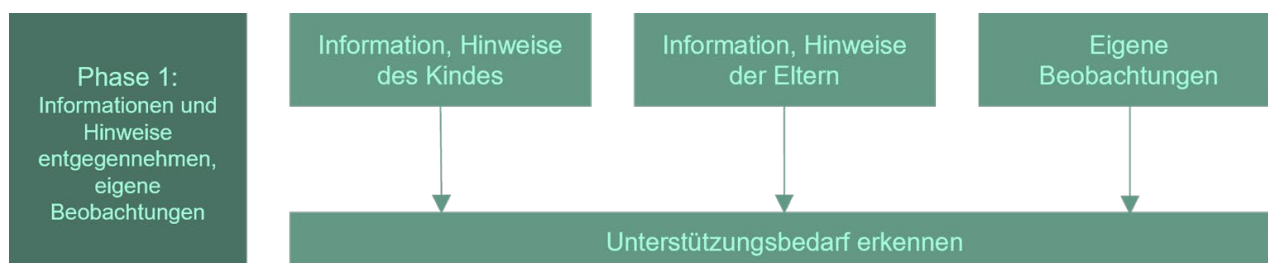 Phase 1:
Informationen und
Hinweise
entgegennehmen,
eigene
Beobachtungen
Information, Hinweise
des Kindes
Information, Hinweise
der Eltern
Eigene
Beobachtungen
Unterstützungsbedarf erkennen